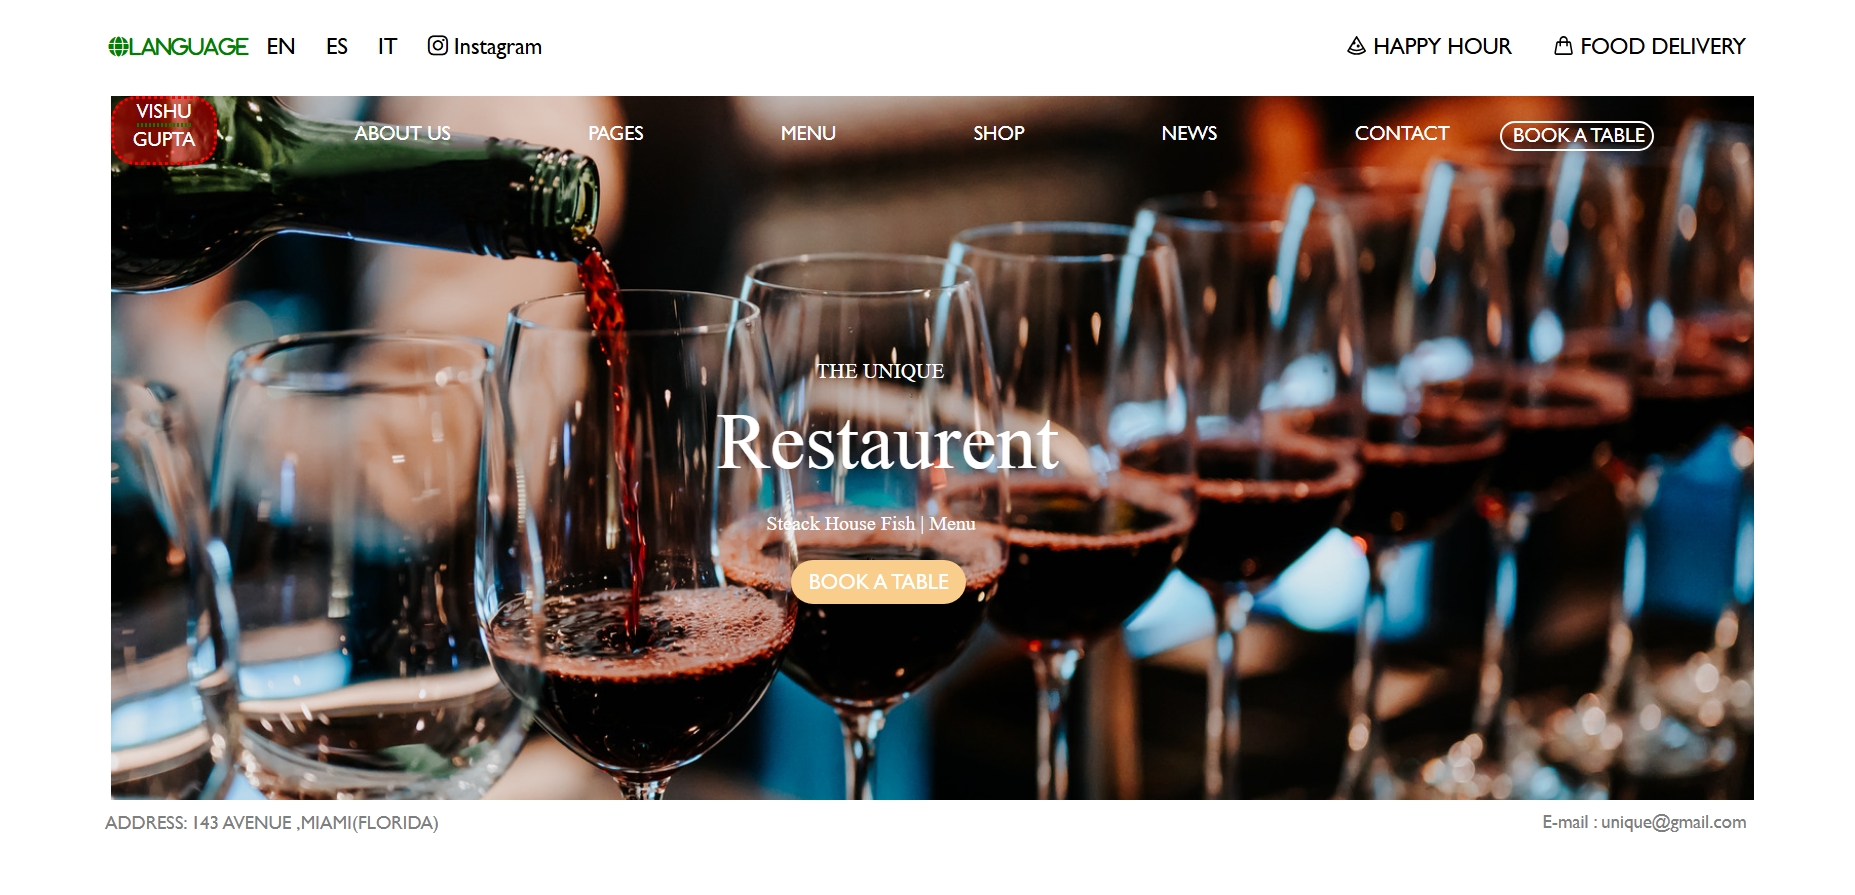 LANGUAGE EN ES IT Instagram HAPPY HOUR FOOD DELIVERY
VISHU
GUPTA
ABOUT US PAGES MENU SHOP NEWS CONTACT BOOK A TABLE
THE UNIQUE
Restaurent
Steack House Fish | Menu
BOOK A TABLE
ADDRESS: 143 AVENUE ,MIAMI(FLORIDA) E-mail : unique@gmail.com